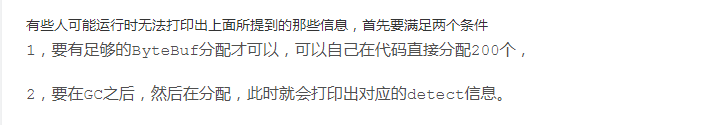 有些人可能运行时无法打印出上面所提到的那些信息，首先要满足两个条件
1，要有足够的ByteBuf分配才可以，可以自己在代码直接分配200个，
2，要在GC之后，然后在分配，此时就会打印出对应的detect信息。